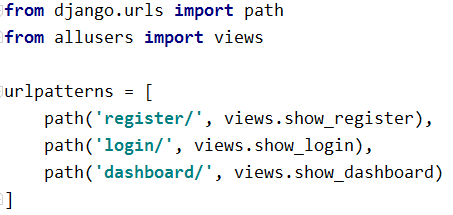 from django.urls import path
from allusers import views

urlpatterns = [
    path('register/', views.show_register),
    path('login/', views.show_login),
    path('dashboard/', views.show_dashboard)
]